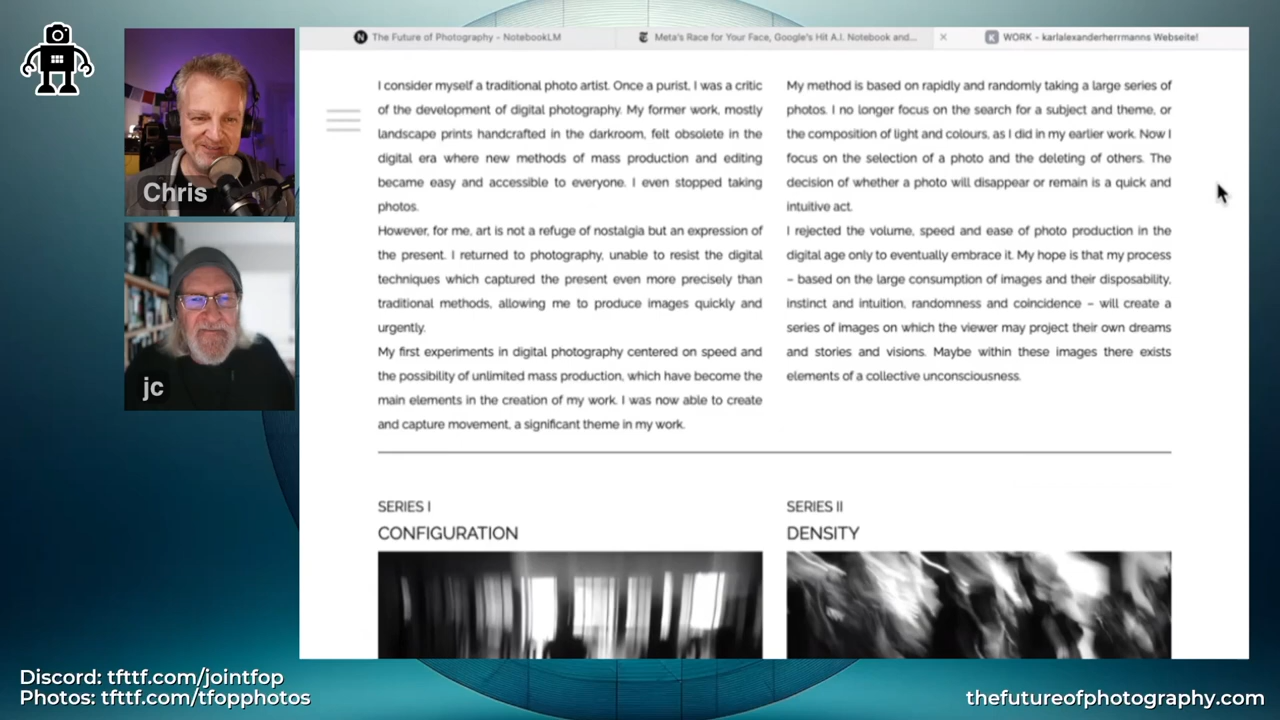 The Future of Photography - NotebookLM
Meta's Race for Your Face, Google's Hit A.I. Notebook and...
WORK - karlalexanderherrmanns Webseite!
Chris
jc
I consider myself a traditional photo artist. Once a purist, I was a critic
of the development of digital photography. My former work, mostly
landscape prints handcrafted in the darkroom, felt obsolete in the
digital era where new methods of mass production and editing
became easy and accessible to everyone. I even stopped taking
photos.
However, for me, art is not a refuge of nostalgia but an expression of
the present. I returned to photography, unable to resist the digital
techniques which captured the present even more precisely than
traditional methods, allowing me to produce images quickly and
urgently.
My first experiments in digital photography centered on speed and
the possibility of unlimited mass production, which have become the
main elements in the creation of my work. I was now able to create
and capture movement, a significant theme in my work.
My method is based on rapidly and randomly taking a large series of
photos. I no longer focus on the search for a subject and theme, or
the composition of light and colours, as I did in my earlier work. Now I
focus on the selection of a photo and the deleting of others. The
decision of whether a photo will disappear or remain is a quick and
intuitive act.
I rejected the volume, speed and ease of photo production in the
digital age only to eventually embrace it. My hope is that my process
– based on the large consumption of images and their disposability,
instinct and intuition, randomness and coincidence – will create a
series of images on which the viewer may project their own dreams
and stories and visions. Maybe within these images there exists
elements of a collective unconsciousness.
SERIES I
CONFIGURATION
SERIES II
DENSITY
Discord: tfttf.com/jointfop
Photos: tfttf.com/tfopphotos
thefutureofphotography.com